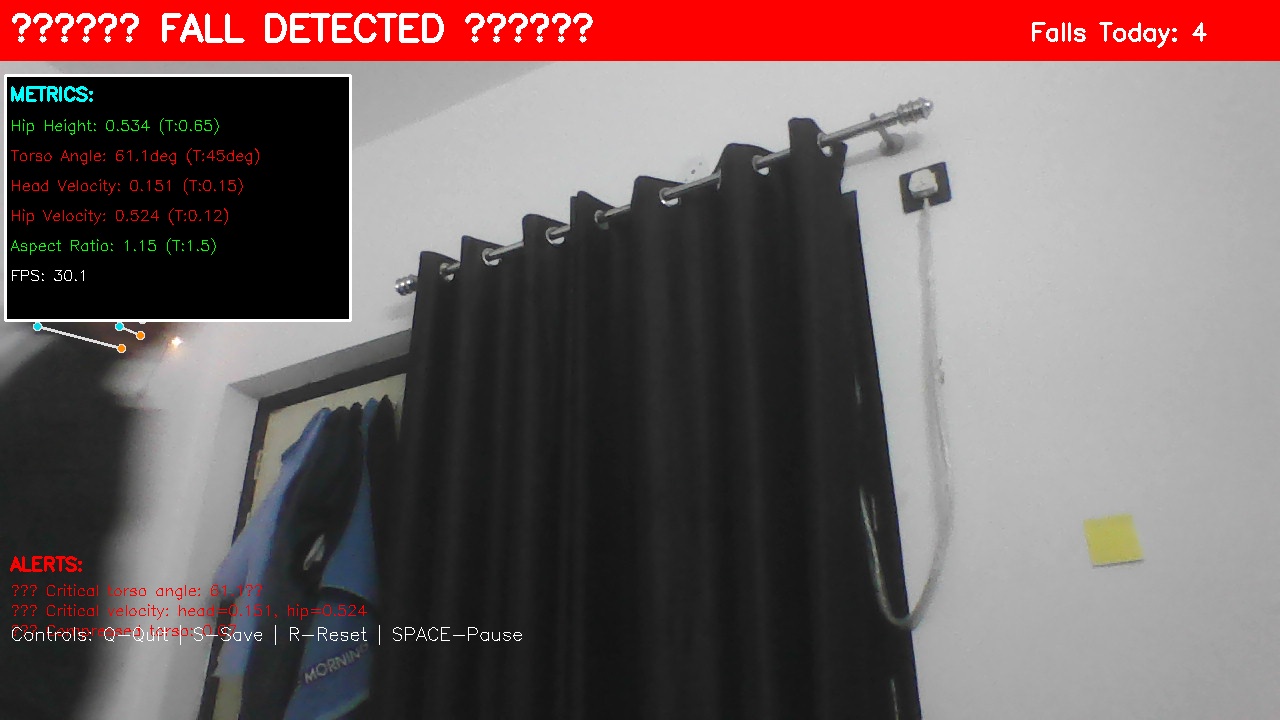 ?????? FALL DETECTED ??????
Falls Today: 4
METRICS:
Hip Height: 0.534 (T:0.65)
Torso Angle: 61.1deg (T:45deg)
Head Velocity: 0.151 (T:0.15)
Hip Velocity: 0.524 (T:0.12)
Aspect Ratio: 1.15 (T:1.5)
FPS: 30.1
ALERTS:
??? Critical torso angle: 61.1??
??? Critical velocity: head=0.151, hip=0.524
??? Compressed torso:
Controls: Q-Quit | S-Save | R-Reset | SPACE-Pause
MORNING